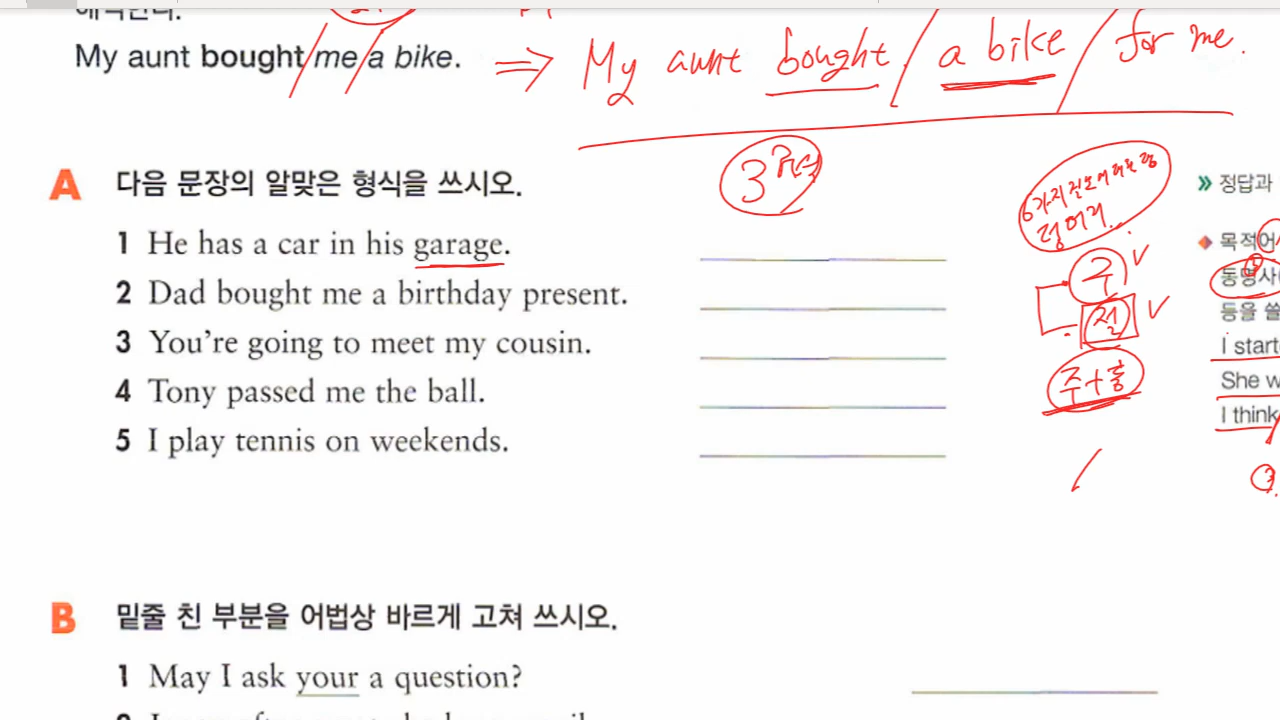 My aunt bought me a bike. ⇒ My aunt bought a bike for me.
3형식
A 다음 문장의 알맞은 형식을 쓰시오.
정답과
1 He has a car in his garage.
목적어
2 Dad bought me a birthday present.
동명사
등을 쓸
3 You're going to meet my cousin.
I start
4 Tony passed me the ball.
She w
5 I play tennis on weekends.
I think
주
절
B 밑줄 친 부분을 어법상 바르게 고쳐 쓰시오.
1 May I ask your a question?